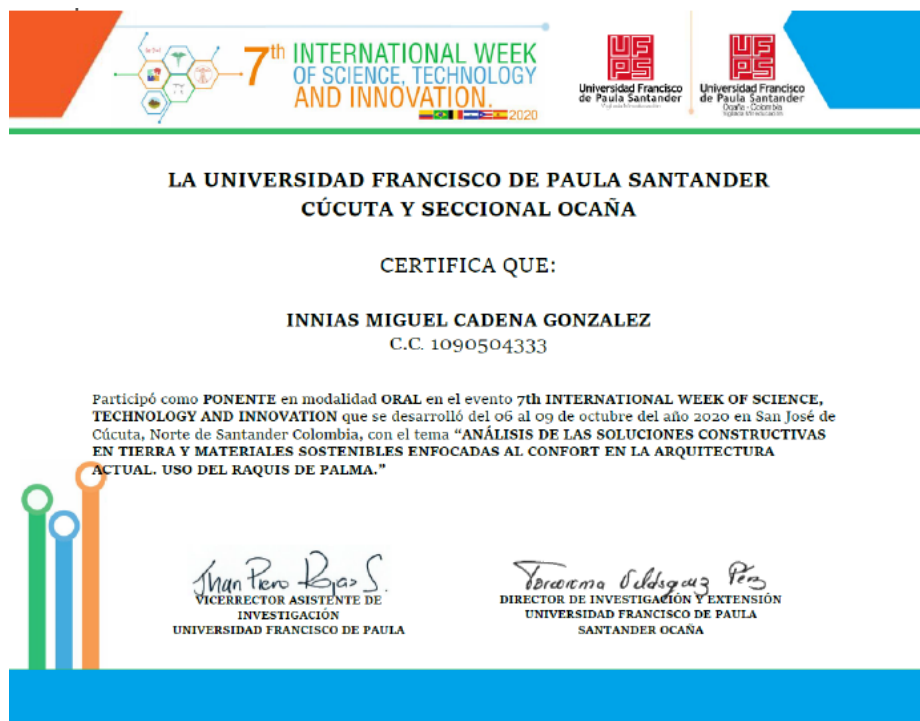 7th INTERNATIONAL WEEK
OF SCIENCE, TECHNOLOGY
AND INNOVATION.
2020
UFPS
Universidad Francisco
de Paula Santander
UFPS
Universidad Francisco
de Paula Santander
Ocaña - Colombia
LA UNIVERSIDAD FRANCISCO DE PAULA SANTANDER
CÚCUTA Y SECCIONAL OCAÑA
CERTIFICA QUE:
INNIAS MIGUEL CADENA GONZALEZ
C.C. 1090504333
Participó como PONENTE en modalidad ORAL en el evento 7th INTERNATIONAL WEEK OF SCIENCE,
TECHNOLOGY AND INNOVATION que se desarrolló del 06 al 09 de octubre del año 2020 en San José de
Cúcuta, Norte de Santander Colombia, con el tema “ANÁLISIS DE LAS SOLUCIONES CONSTRUCTIVAS
EN TIERRA Y MATERIALES SOSTENIBLES ENFOCADAS AL CONFORT EN LA ARQUITECTURA
ACTUAL. USO DEL RAQUIS DE PALMA.”
Jhan Piero Rojas S.
VICERRECTOR ASISTENTE DE
INVESTIGACIÓN
UNIVERSIDAD FRANCISCO DE PAULA
DIRECTOR DE INVESTIGACIÓN Y EXTENSIÓN
UNIVERSIDAD FRANCISCO DE PAULA
SANTANDER OCAÑA